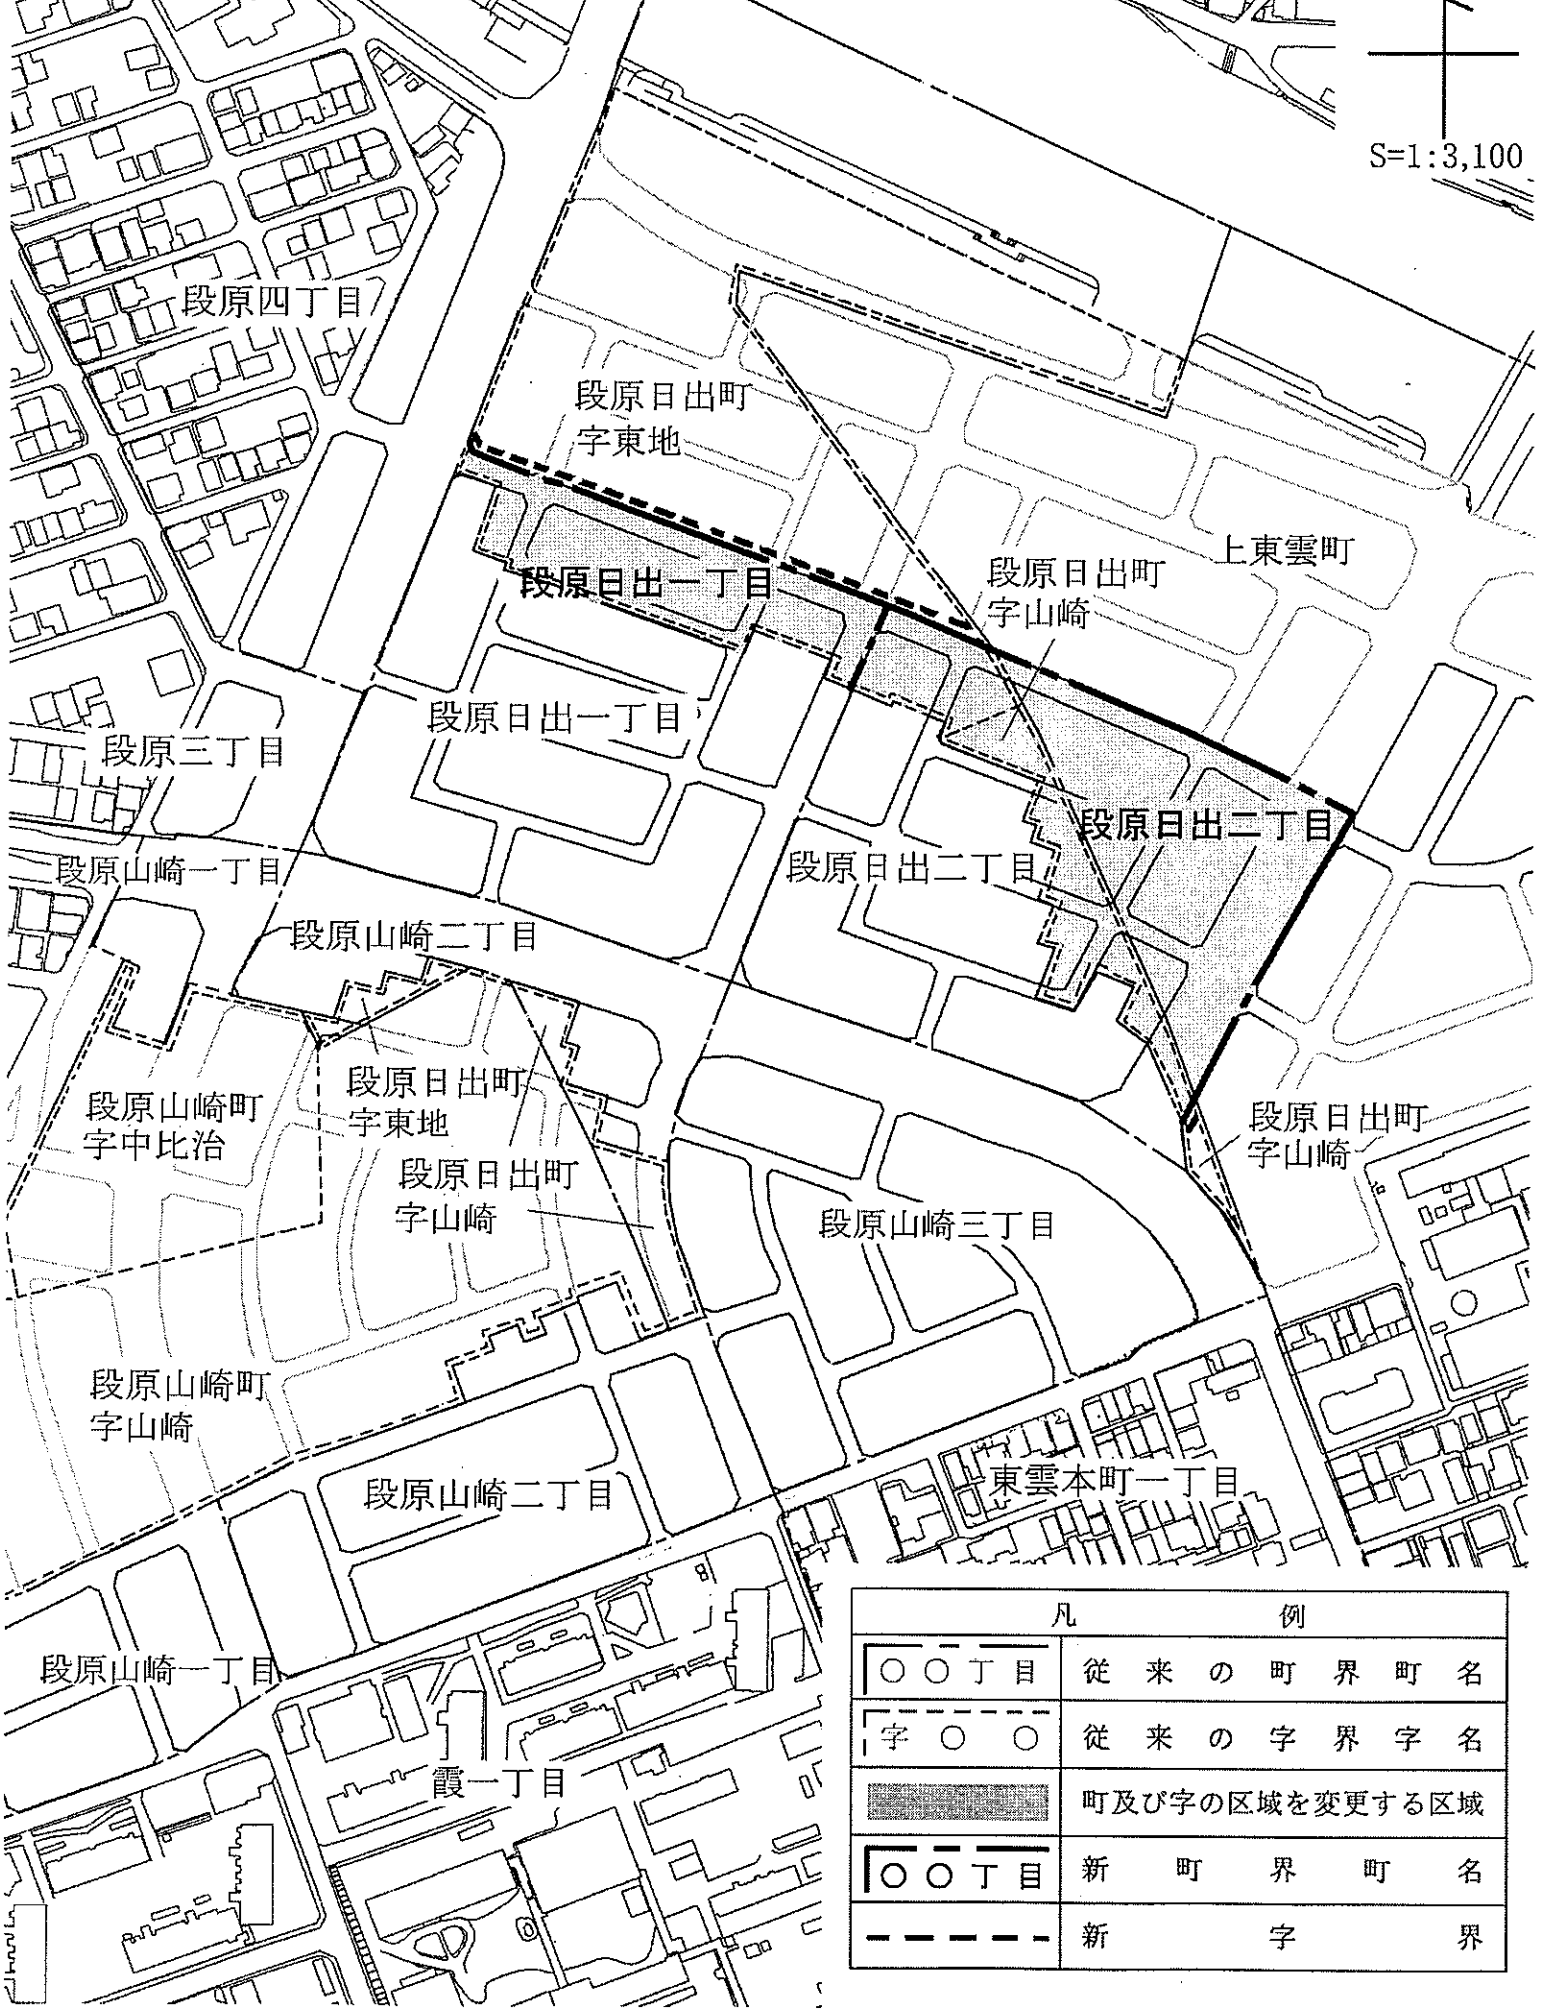 S=1:3,100
段原四丁目
段原日出町
字東地
上東雲町
段原日出町
字山崎
段原日出一丁目
段原日出一丁目
段原三丁目
段原日出二丁目
段原日出二丁目
段原山崎一丁目
段原山崎二丁目
段原日出町
字東地
段原山崎町
字中比治
段原日出町
字山崎
段原日出町
字山崎
段原山崎三丁目
段原山崎町
字山崎
段原山崎二丁目
東雲本町一丁目
段原山崎一丁目
霞一丁目
凡例
○○丁目 従来の町界町名
字○○ 従来の字界字名
町及び字の区域を変更する区域
○○丁目 新町界町名
新字界